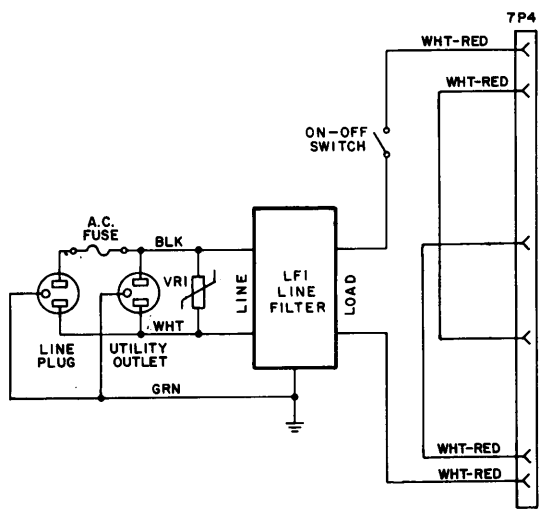 7P4
WHT-RED
WHT-RED
ON-OFF
SWITCH
A.C.
FUSE
BLK
VR1
LINE
LF1
LINE
FILTER
LOAD
WHT
LINE
PLUG
UTILITY
OUTLET
GRN
WHT-RED
WHT-RED